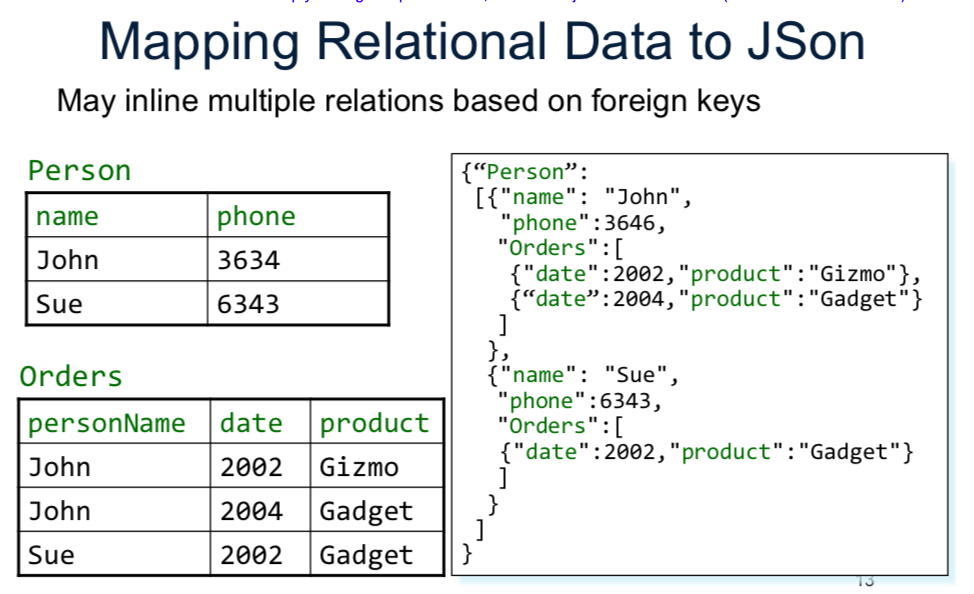 Mapping Relational Data to JSon
May inline multiple relations based on foreign keys
Person
name phone
John 3634
Sue 6343
Orders
personName date product
John 2002 Gizmo
John 2004 Gadget
Sue 2002 Gadget
{“Person”:
[{"name": "John",
"phone":3646,
"Orders":[
{"date":2002,"product":"Gizmo"},
{“date”:2004,"product":"Gadget"}
]
},
{"name": "Sue",
"phone":6343,
"Orders":[
{"date":2002,"product":"Gadget"}
]
}
]
}
13